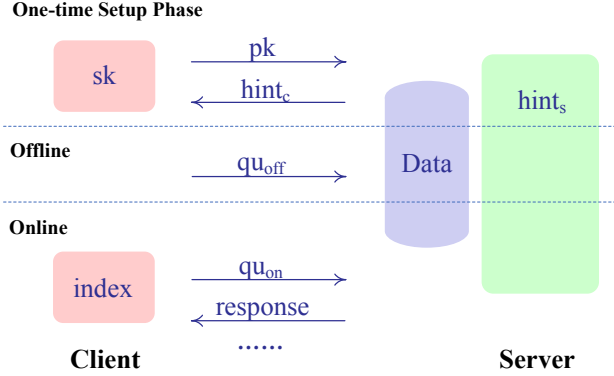 One-time Setup Phase
sk
pk
hint_c
hint_s
Offline
qu_off
Data
Online
index
qu_on
response
......
Client
Server